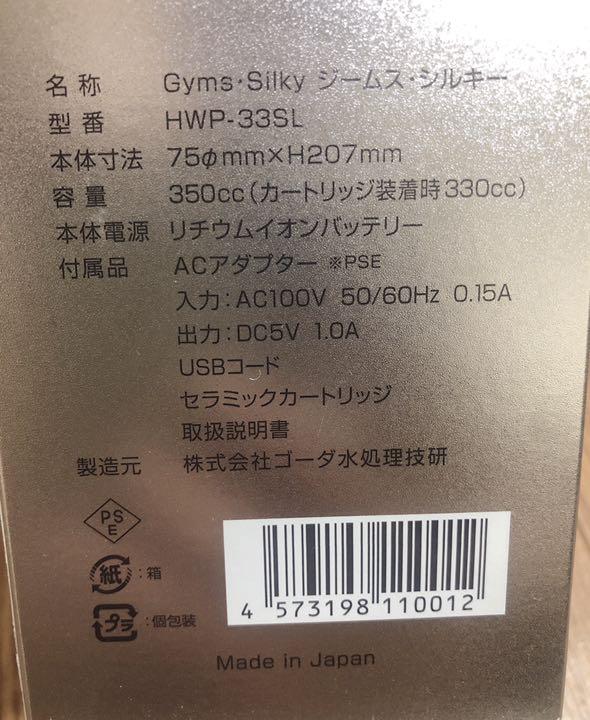 名称 Gyms・Silky ジームス・シルキー
型番 HWP-33SL
本体寸法 75φmm×H207mm
容量 350cc(カートリッジ装着時330cc)
本体電源 リチウムイオンバッテリー
付属品 ACアダプター ※PSE
入力:AC100V 50/60Hz 0.15A
出力:DC5V 1.0A
USBコード
セラミックカートリッジ
取扱説明書
製造元 株式会社ゴーダ水処理技研
PS
E
紙:箱
プラ:個包装
4 573198 110012
Made in Japan